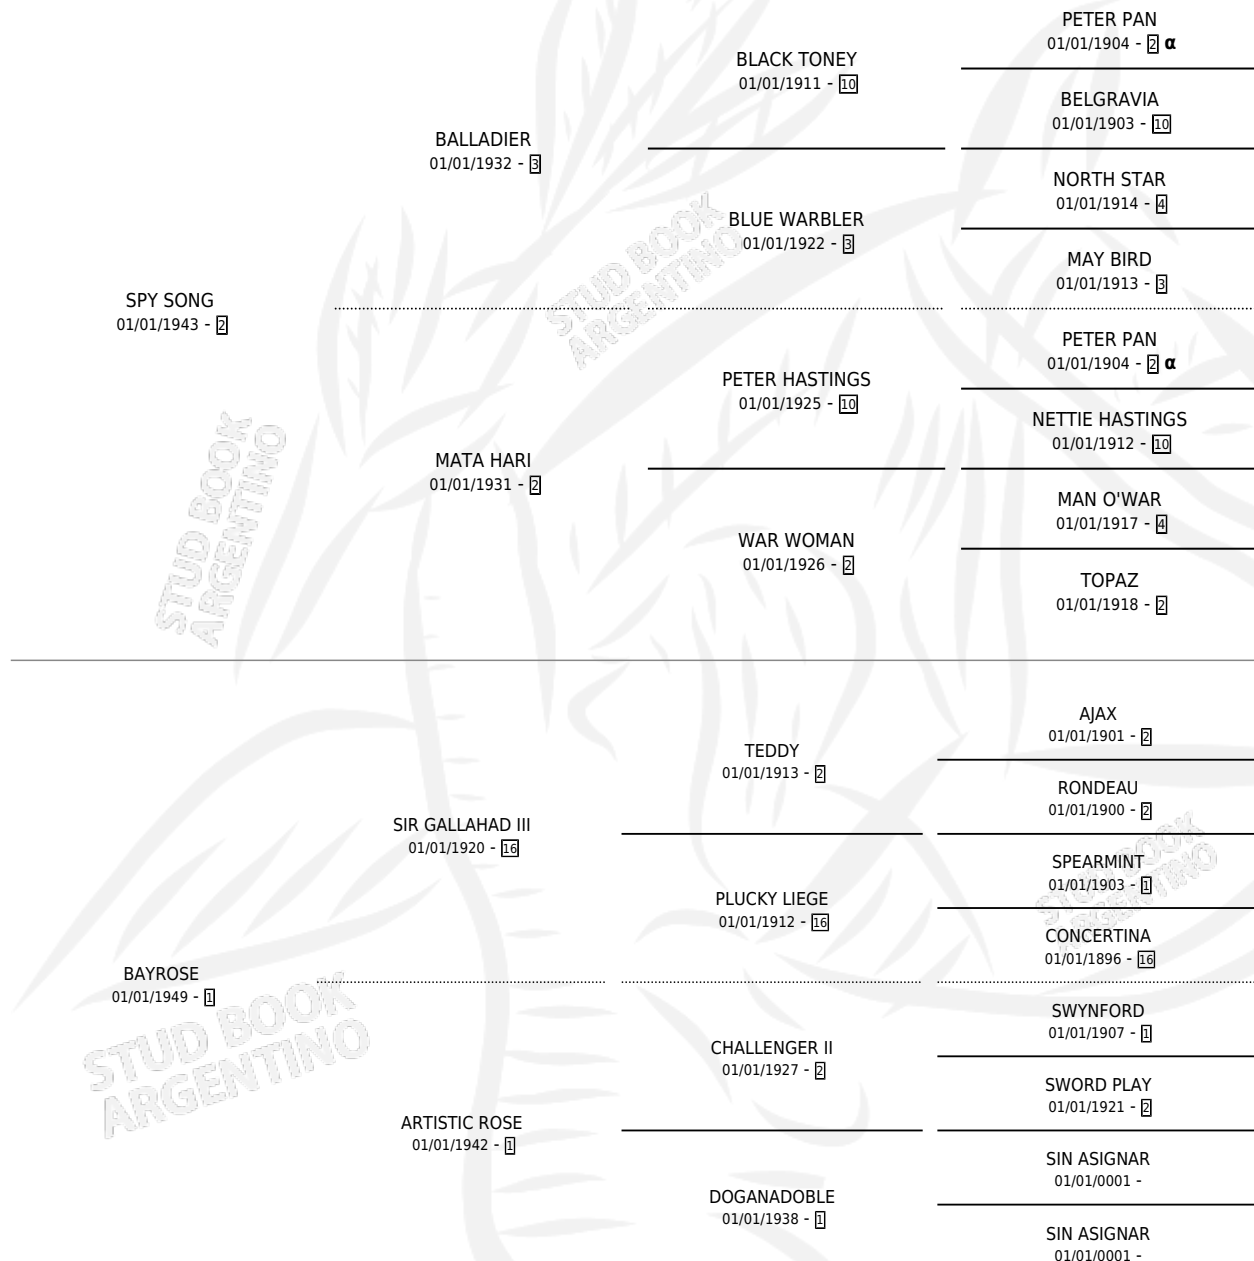 PETER PAN
01/01/1904 - 2 α
BLACK TONEY
01/01/1911 - 10
BELGRAVIA
01/01/1903 - 10
BALLADIER
01/01/1932 - 3
NORTH STAR
01/01/1914 - 4
BLUE WARBLER
01/01/1922 - 3
MAY BIRD
01/01/1913 - 3
SPY SONG
01/01/1943 - 2
STUD BOOK
ARGENTINO
PETER PAN
01/01/1904 - 2 α
PETER HASTINGS
01/01/1925 - 10
NETTIE HASTINGS
01/01/1912 - 10
MATA HARI
01/01/1931 - 2
MAN O'WAR
01/01/1917 - 4
WAR WOMAN
01/01/1926 - 2
TOPAZ
01/01/1918 - 2
STUD BOOK
ARGENTINO
AJAX
01/01/1901 - 2
TEDDY
01/01/1913 - 2
RONDEAU
01/01/1900 - 2
SIR GALLAHAD III
01/01/1920 - 16
SPEARMINT
01/01/1903 - 1
PLUCKY LIEGE
01/01/1912 - 16
CONCERTINA
01/01/1896 - 16
STUD BOOK
ARGENTINO
BAYROSE
01/01/1949 - 1
SWYNFORD
01/01/1907 - 1
CHALLENGER II
01/01/1927 - 2
SWORD PLAY
01/01/1921 - 2
STUD BOOK
ARGENTINO
ARTISTIC ROSE
01/01/1942 - 1
SIN ASIGNAR
01/01/0001 -
DOGANADOBLE
01/01/1938 - 1
SIN ASIGNAR
01/01/0001 -